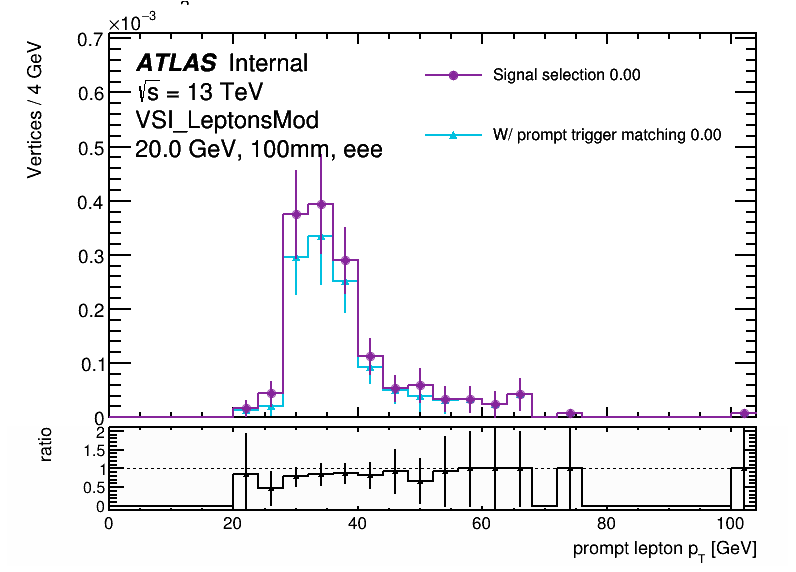 ×10⁻³
Vertices / 4 GeV
0.7
0.6
0.5
0.4
0.3
0.2
0.1
0
ATLAS Internal
√s = 13 TeV
VSI_LeptonsMod
20.0 GeV, 100mm, eee
Signal selection 0.00
W/ prompt trigger matching 0.00
ratio
2
1.5
1
0.5
0
0 20 40 60 80 100
prompt lepton p_T [GeV]